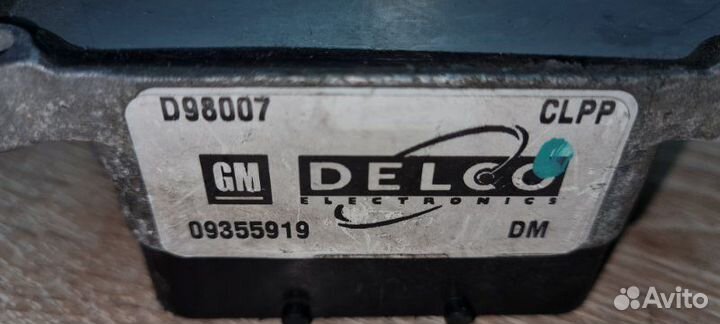 D98007 CLPP
GM DELCO
ELECTRONICS
09355919 DM
Avito